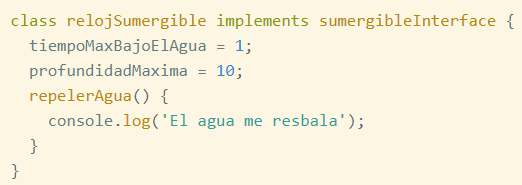 class relojSumergible implements sumergibleInterface {
  tiempoMaxBajoElAgua = 1;
  profundidadMaxima = 10;
  repelerAgua() {
    console.log('El agua me resbala');
  }
}